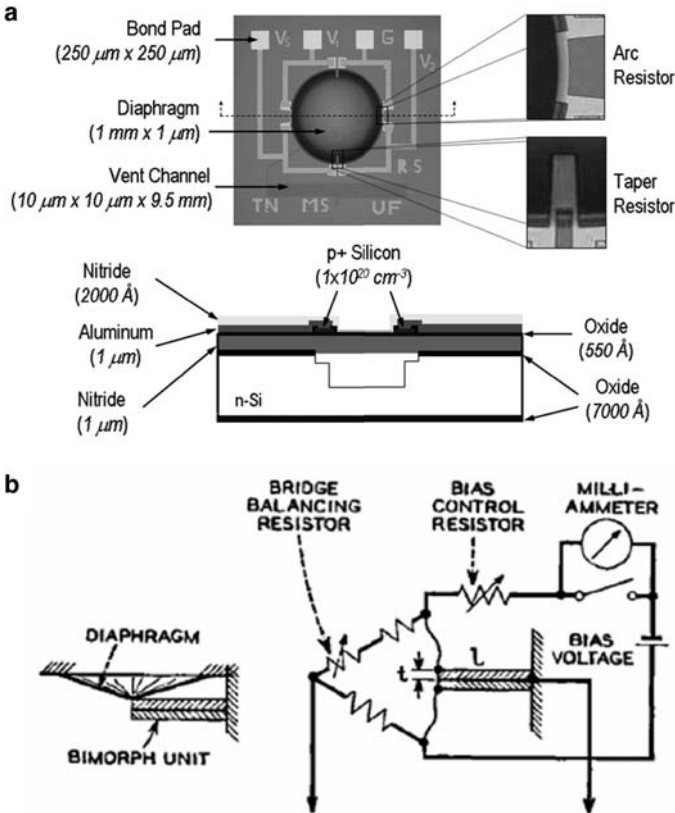 a
Bond Pad
(250 μm x 250 μm)
Diaphragm
(1 mm x 1 μm)
Vent Channel
(10 μm x 10 μm x 9.5 mm)
V_S
V_1
G
V_2
R S
TN MS UF
Arc
Resistor
Taper
Resistor
p+ Silicon
(1x10²⁰ cm⁻³)
Nitride
(2000 Å)
Aluminum
(1 μm)
Nitride
(1 μm)
n-Si
Oxide
(550 Å)
Oxide
(7000 Å)
b
BRIDGE
BALANCING
RESISTOR
BIAS
CONTROL
RESISTOR
MILLI-
AMMETER
DIAPHRAGM
BIMORPH UNIT
t
l
BIAS
VOLTAGE